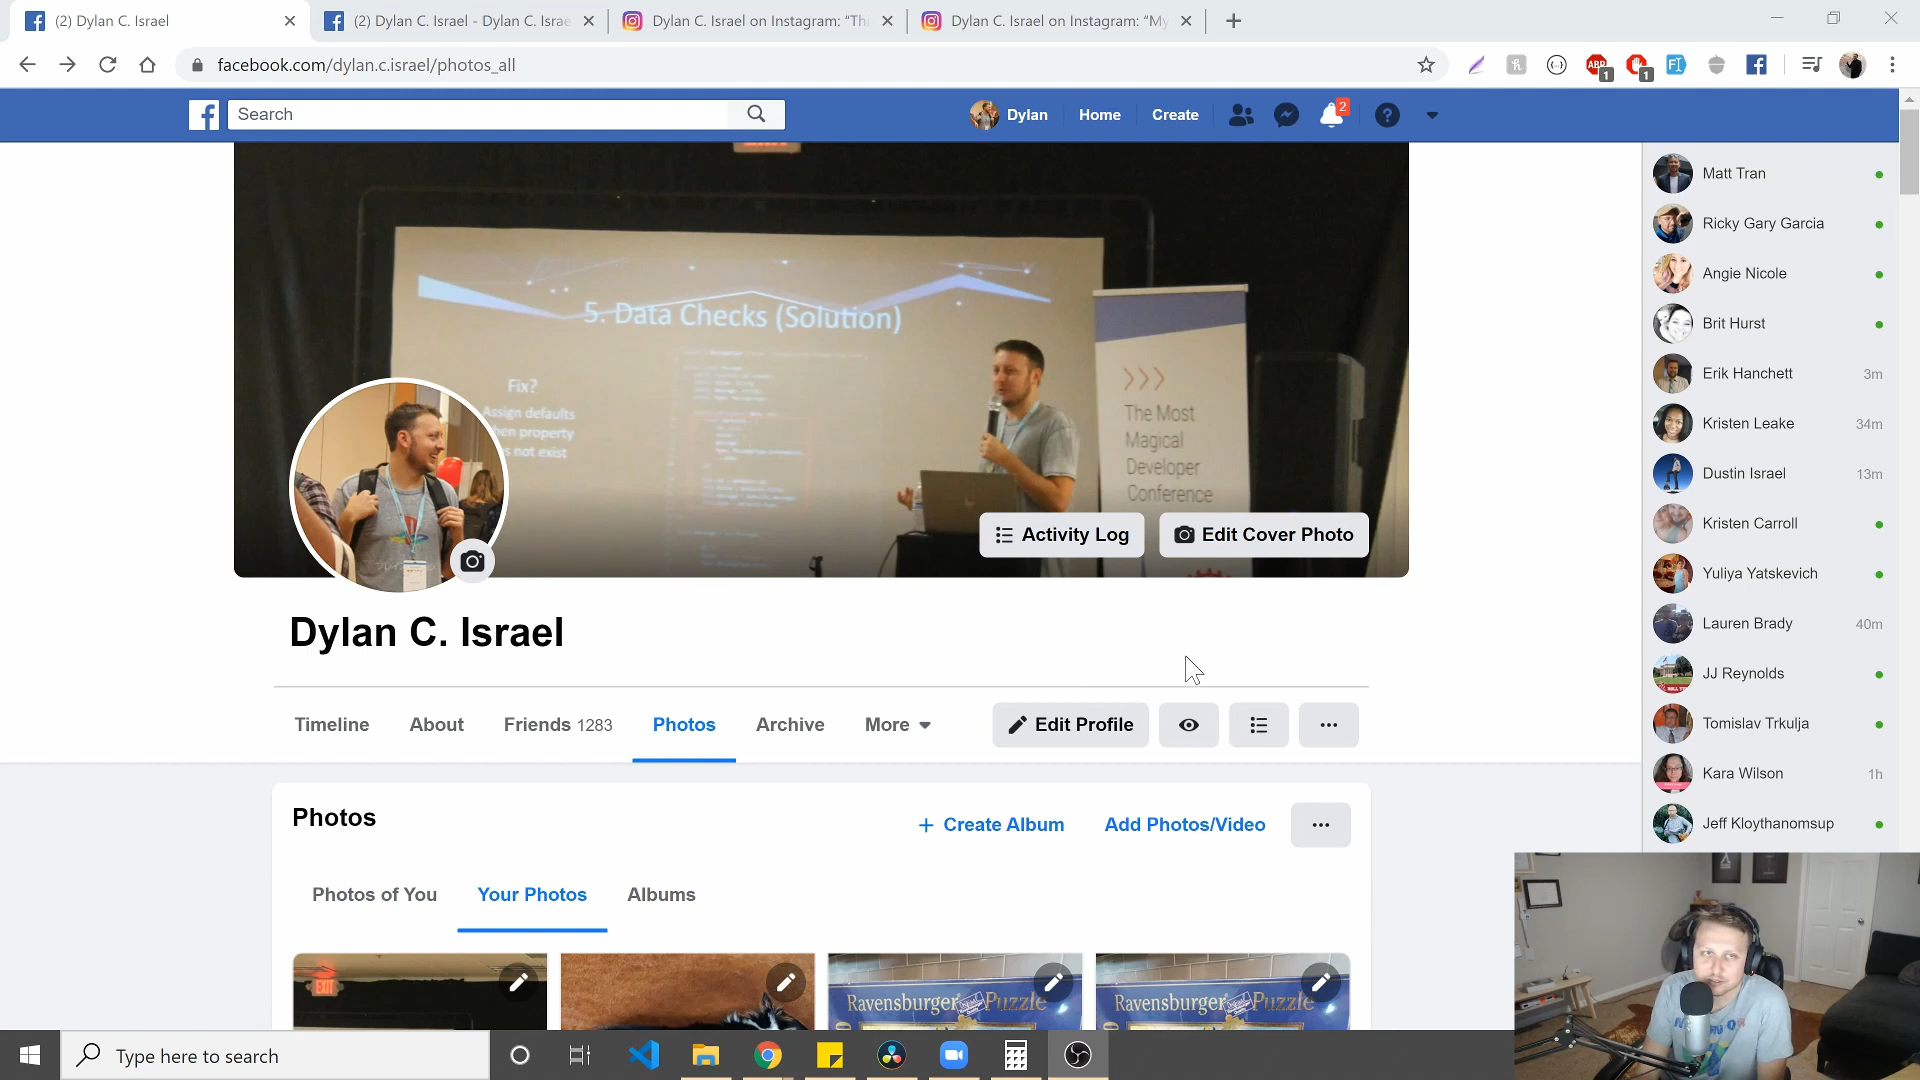 (2) Dylan C. Israel
(2) Dylan C. Israel - Dylan C. Israe
Dylan C. Israel on Instagram: “Thi
Dylan C. Israel on Instagram: “My
facebook.com/dylan.c.israel/photos_all
ABP
1
1
Search
Dylan
Home
Create
2
5. Data Checks (Solution)
Fix?
Assign defaults
property
not exist
The Most
Magical
Developer
Conference
Activity Log
Edit Cover Photo
Dylan C. Israel
Timeline
About
Friends 1283
Photos
Archive
More
Edit Profile
Photos
+ Create Album
Add Photos/Video
Photos of You
Your Photos
Albums
EXIT
Ravensburger Puzzle
Ravensburger Puzzle
Matt Tran
Ricky Gary Garcia
Angie Nicole
Brit Hurst
Erik Hanchett 3m
Kristen Leake 34m
Dustin Israel 13m
Kristen Carroll
Yuliya Yatskevich
Lauren Brady 40m
JJ Reynolds
Tomislav Trkulja
Kara Wilson 1h
Jeff Kloythanomsup
Type here to search